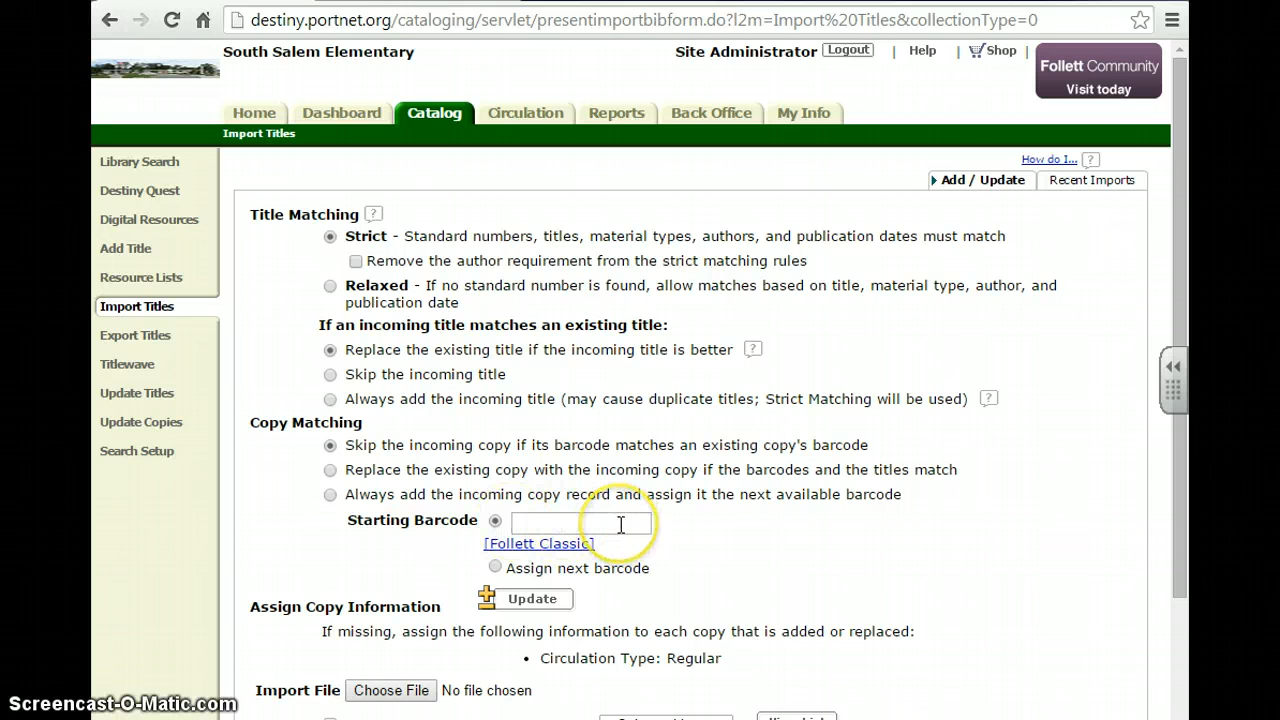 destiny.portnet.org/cataloging/servlet/presentimportbibform.do?l2m=Import%20Titles&collectionType=0
South Salem Elementary
Site Administrator Logout | Help | Shop |
Follett Community
Visit today
Home Dashboard Catalog Circulation Reports Back Office My Info
Import Titles
How do I... ?
Add / Update Recent Imports
Library Search
Destiny Quest
Digital Resources
Add Title
Resource Lists
Import Titles
Export Titles
Titlewave
Update Titles
Update Copies
Search Setup
Title Matching ?
Strict - Standard numbers, titles, material types, authors, and publication dates must match
Remove the author requirement from the strict matching rules
Relaxed - If no standard number is found, allow matches based on title, material type, author, and
publication date
If an incoming title matches an existing title:
Replace the existing title if the incoming title is better ?
Skip the incoming title
Always add the incoming title (may cause duplicate titles; Strict Matching will be used) ?
Copy Matching
Skip the incoming copy if its barcode matches an existing copy's barcode
Replace the existing copy with the incoming copy if the barcodes and the titles match
Always add the incoming copy record and assign it the next available barcode
Starting Barcode
[Follett Classic]
Assign next barcode
Update
Assign Copy Information
If missing, assign the following information to each copy that is added or replaced:
• Circulation Type: Regular
Import File Choose File No file chosen
Screencast-O-Matic.com